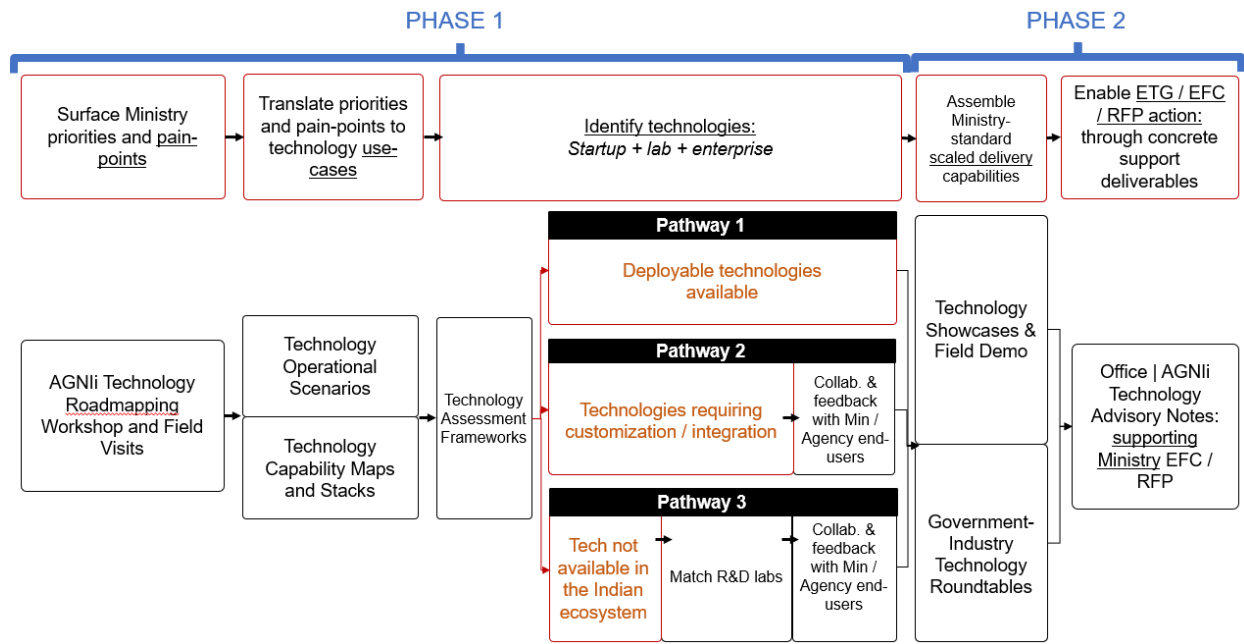 PHASE 1
PHASE 2
Surface Ministry
priorities and pain-
points
Translate priorities
and pain-points to
technology use-
cases
Identify technologies:
Startup + lab + enterprise
Assemble
Ministry-
standard
scaled delivery
capabilities
Enable ETG / EFC
/ RFP action:
through concrete
support
deliverables
AGNIi Technology
Roadmapping
Workshop and Field
Visits
Technology
Operational
Scenarios
Technology
Capability Maps
and Stacks
Technology
Assessment
Frameworks
Pathway 1
Deployable technologies
available
Pathway 2
Technologies requiring
customization / integration
Collab. &
feedback
with Min /
Agency end-
users
Pathway 3
Tech not
available in
the Indian
ecosystem
Match R&D labs
Collab. &
feedback
with Min /
Agency end-
users
Technology
Showcases &
Field Demo
Government-
Industry
Technology
Roundtables
Office | AGNIi
Technology
Advisory Notes:
supporting
Ministry EFC /
RFP